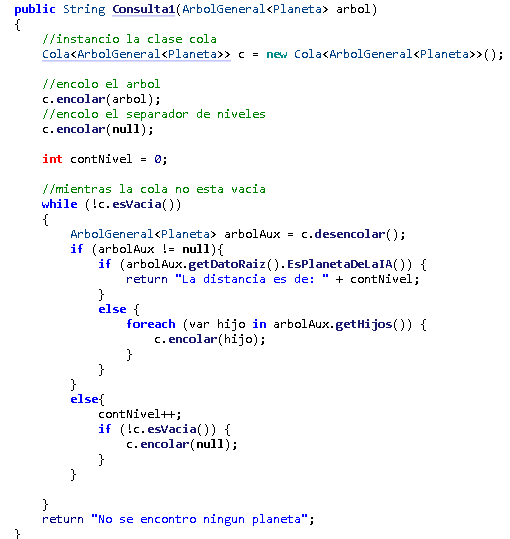 public String Consulta1(ArbolGeneral<Planeta> arbol)
{
    //instancio la clase cola
    Cola<ArbolGeneral<Planeta>> c = new Cola<ArbolGeneral<Planeta>>();

    //encolo el arbol
    c.encolar(arbol);
    //encolo el separador de niveles
    c.encolar(null);

    int contNivel = 0;

    //mientras la cola no esta vacia
    while (!c.esVacia())
    {
        ArbolGeneral<Planeta> arbolAux = c.desencolar();
        if (arbolAux != null){
            if (arbolAux.getDatoRaiz().EsPlanetaDeLaIA()) {
                return "La distancia es de: " + contNivel;
            }
            else {
                foreach (var hijo in arbolAux.getHijos()) {
                    c.encolar(hijo);
                }
            }
        }
        else{
            contNivel++;
            if (!c.esVacia()) {
                c.encolar(null);
            }
        }

    }
    return "No se encontro ningun planeta";
}